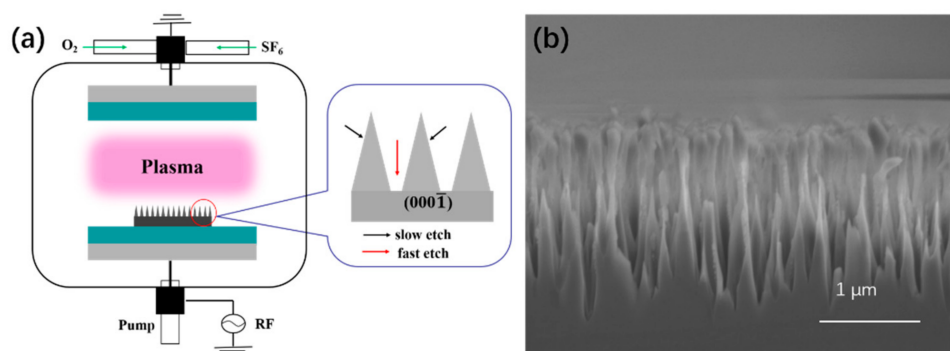 (a)
O₂
SF₆
Plasma
(0001̅)
slow etch
fast etch
Pump
RF
(b)
1 μm